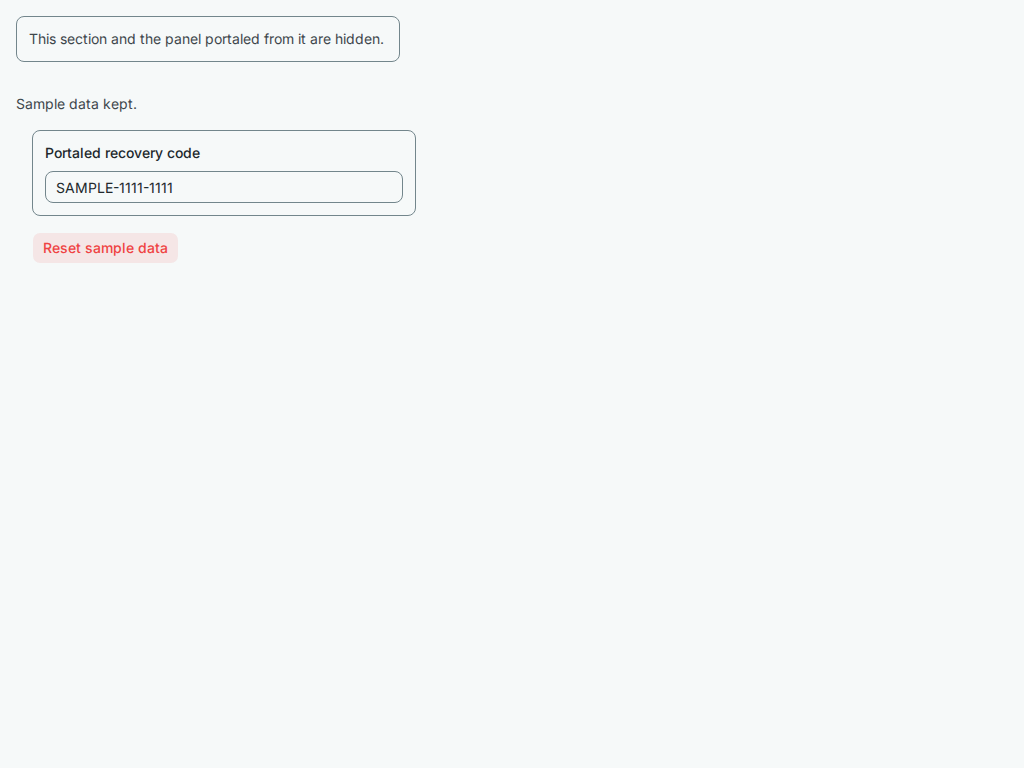 This section and the panel portaled from it are hidden.
Sample data kept.
Portaled recovery code
SAMPLE-1111-1111
Reset sample data